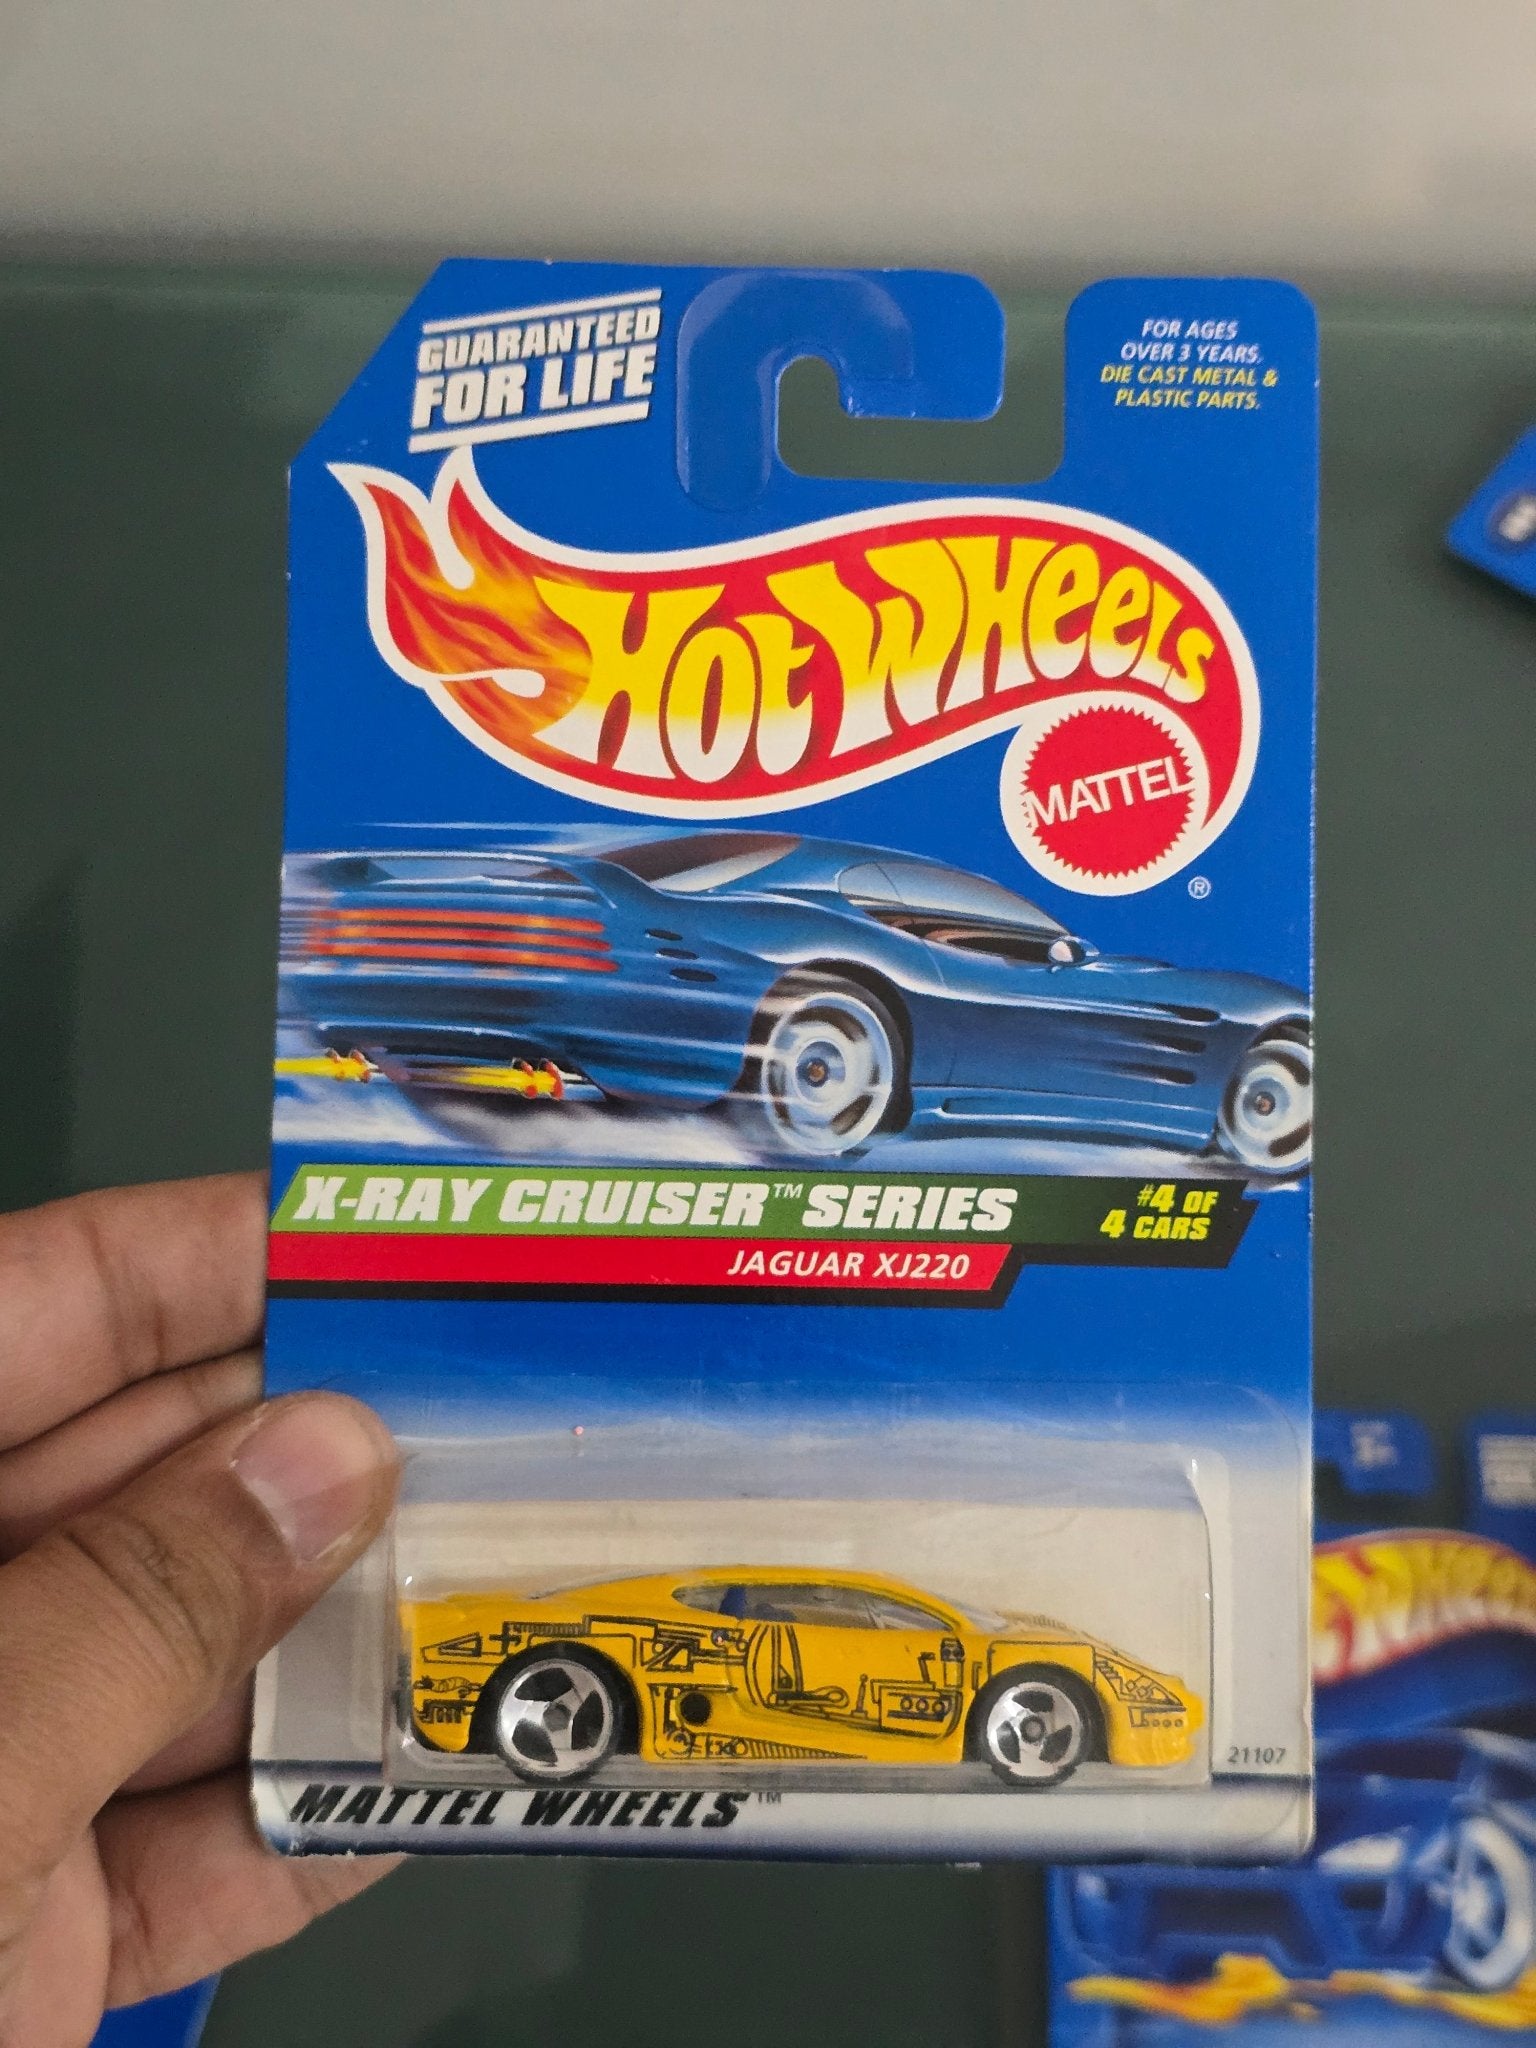 GUARANTEED
FOR LIFE
FOR AGES
OVER 3 YEARS.
DIE CAST METAL &
PLASTIC PARTS.
HOT WHEELS
MATTEL
®
X-RAY CRUISER™ SERIES
#4 OF
4 CARS
JAGUAR XJ220
21107
MATTEL WHEELS™